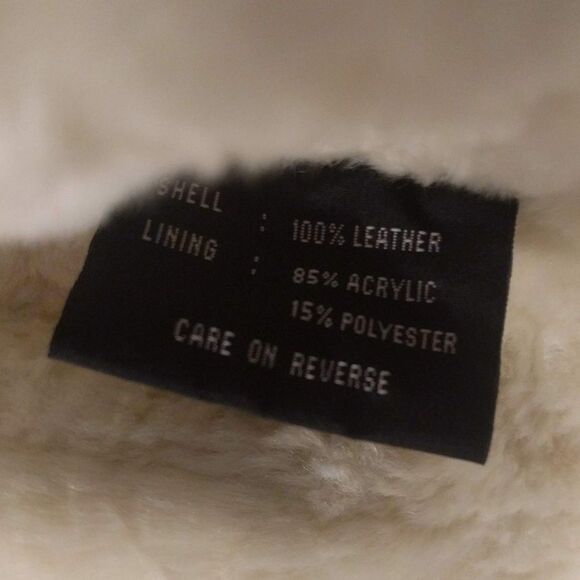 SHELL : 100% LEATHER
LINING : 85% ACRYLIC
15% POLYESTER
CARE ON REVERSE